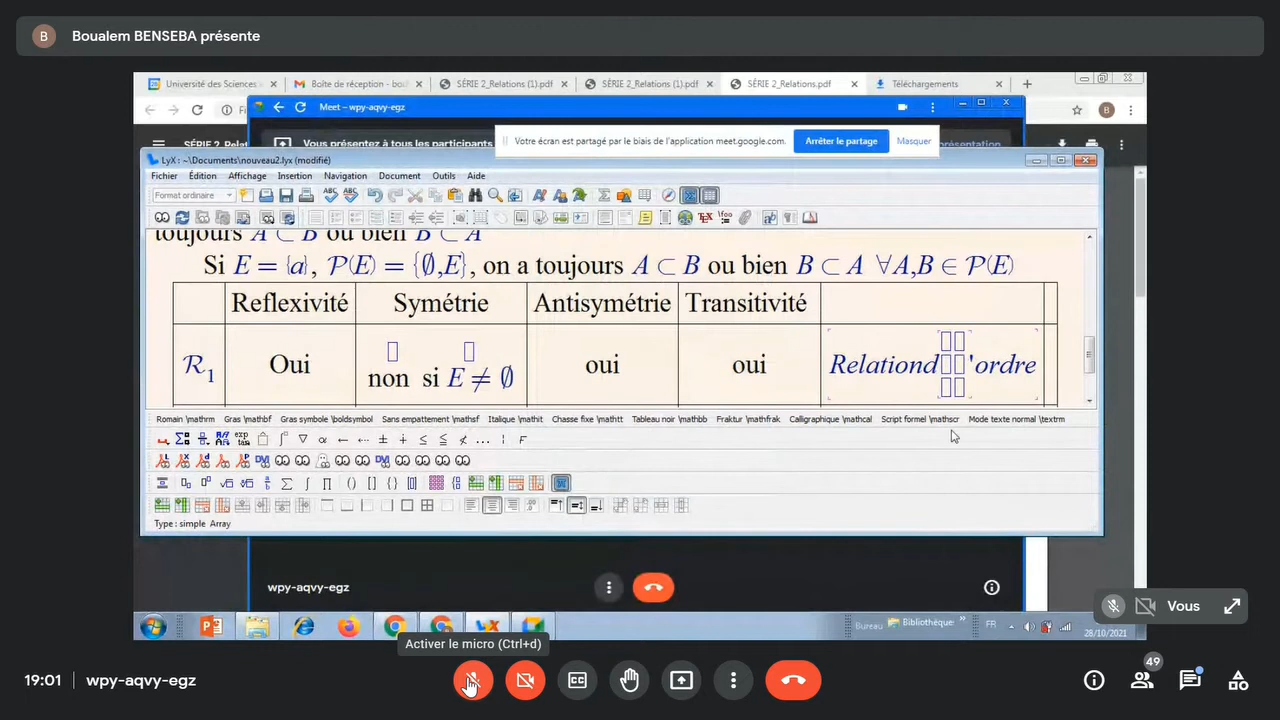 B Boualem BENSEBA présente
Université des Sciences Boîte de réception - SÉRIE 2_Relations (1).pdf SÉRIE 2_Relations (1).pdf SÉRIE 2_Relations.pdf Téléchargements
Meet – wpy-aqvy-egz
Vous présentez à tous les participants
Votre écran est partagé par le biais de l'application meet.google.com. Arrêter le partage Masquer
LyX : ~\Documents\nouveau2.lyx (modifié)
Fichier Édition Affichage Insertion Navigation Document Outils Aide
Format ordinaire
toujours A ⊂ B ou bien B ⊂ A
Si E = {a}, P(E) = {∅,E}, on a toujours A ⊂ B ou bien B ⊂ A ∀A,B ∈ P(E)
Reflexivité Symétrie Antisymétrie Transitivité
R₁ Oui non si E ≠ ∅ oui oui Relationd'ordre
Romain \mathrm Gras \mathbf Gras symbole \boldsymbol Sans empattement \mathsf Italique \mathit Chasse fixe \mathtt Tableau noir \mathbb Fraktur \mathfrak Calligraphique \mathcal Script formel \mathscr Mode texte normal \textrm
Type : simple Array
wpy-aqvy-egz
Vous
Bureau Bibliothèque » FR
28/10/2021
Activer le micro (Ctrl+d)
19:01 wpy-aqvy-egz
49